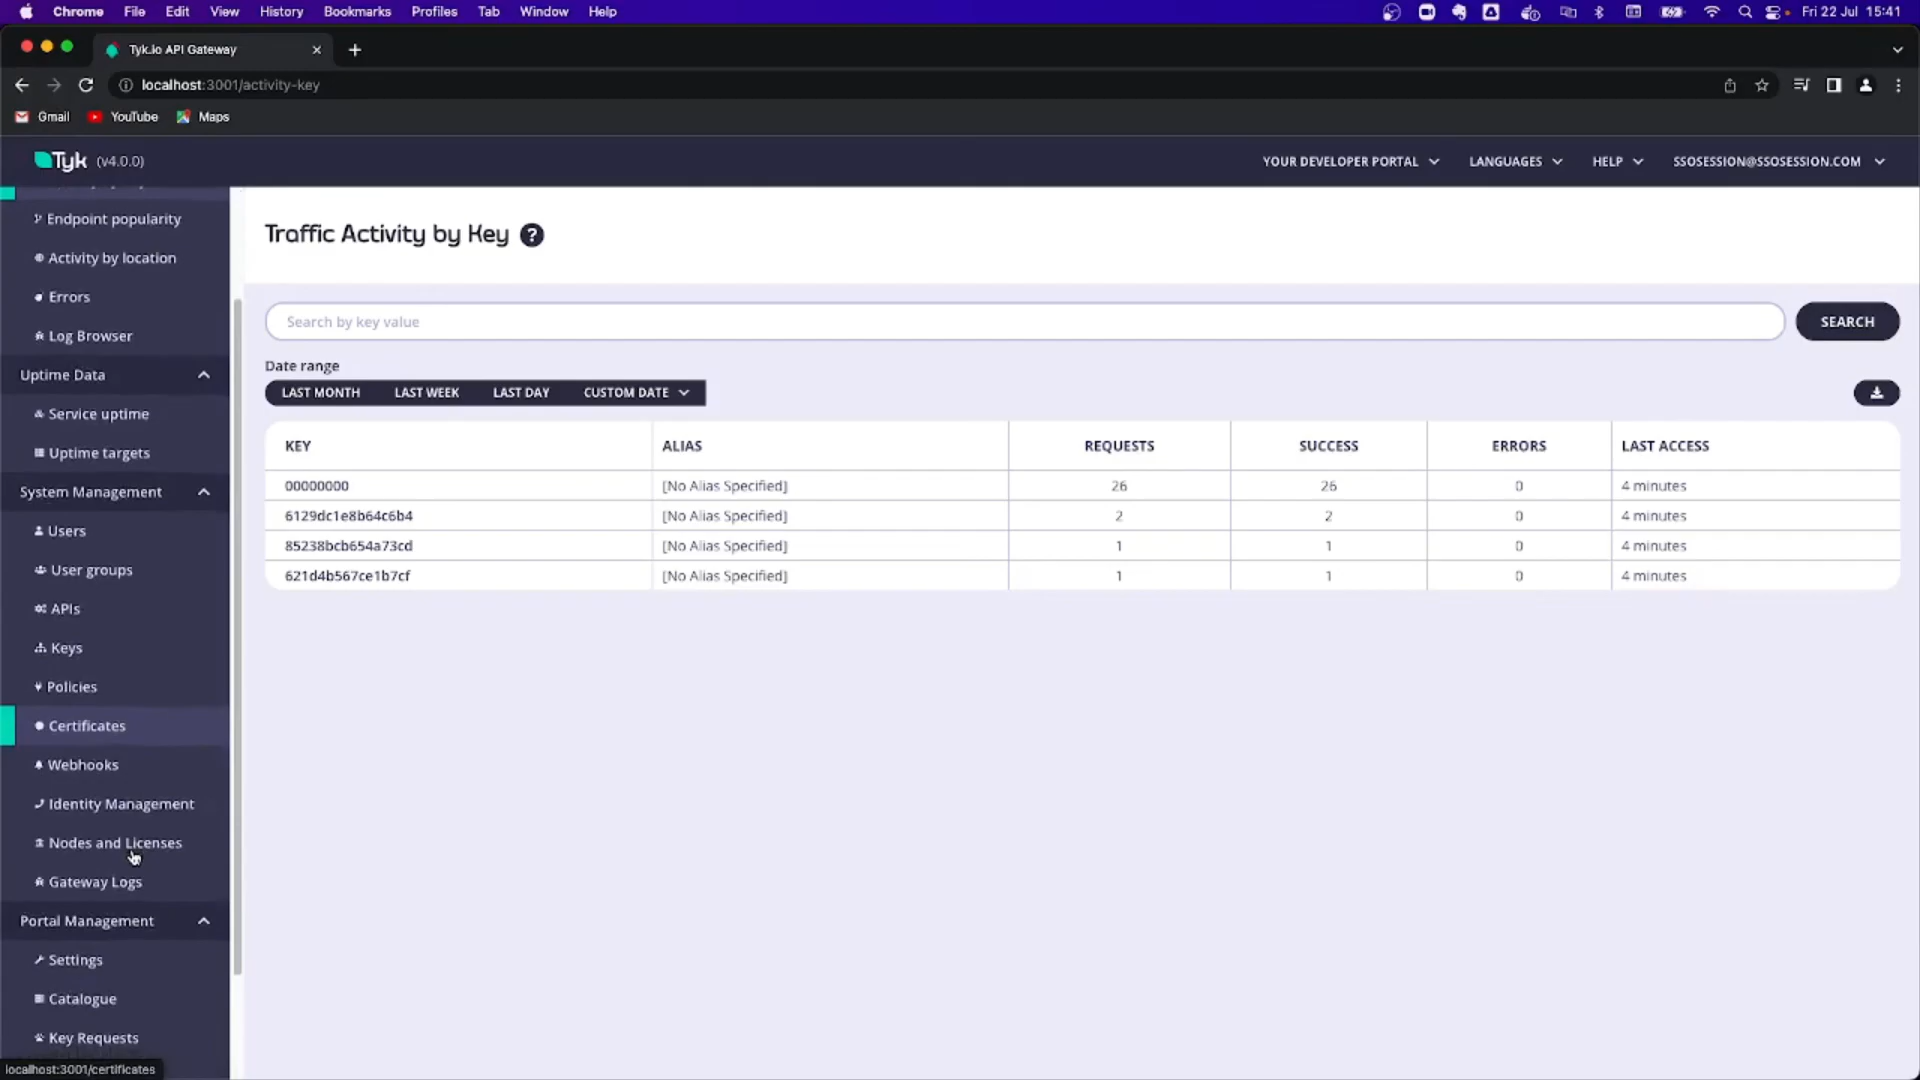 Chrome File Edit View History Bookmarks Profiles Tab Window Help Fri 22 Jul 15:41
Tyk.io API Gateway
localhost:3001/activity-key
Gmail YouTube Maps
Tyk (v4.0.0) YOUR DEVELOPER PORTAL LANGUAGES HELP SSOSESSION@SSOSESSION.COM
Endpoint popularity
Activity by location
Errors
Log Browser
Uptime Data
Service uptime
Uptime targets
System Management
Users
User groups
APIs
Keys
Policies
Certificates
Webhooks
Identity Management
Nodes and Licenses
Gateway Logs
Portal Management
Settings
Catalogue
Key Requests
localhost:3001/certificates
Traffic Activity by Key ?
Search by key value SEARCH
Date range
LAST MONTH LAST WEEK LAST DAY CUSTOM DATE
KEY ALIAS REQUESTS SUCCESS ERRORS LAST ACCESS
00000000 [No Alias Specified] 26 26 0 4 minutes
6129dc1e8b64c6b4 [No Alias Specified] 2 2 0 4 minutes
85238bcb654a73cd [No Alias Specified] 1 1 0 4 minutes
621d4b567ce1b7cf [No Alias Specified] 1 1 0 4 minutes